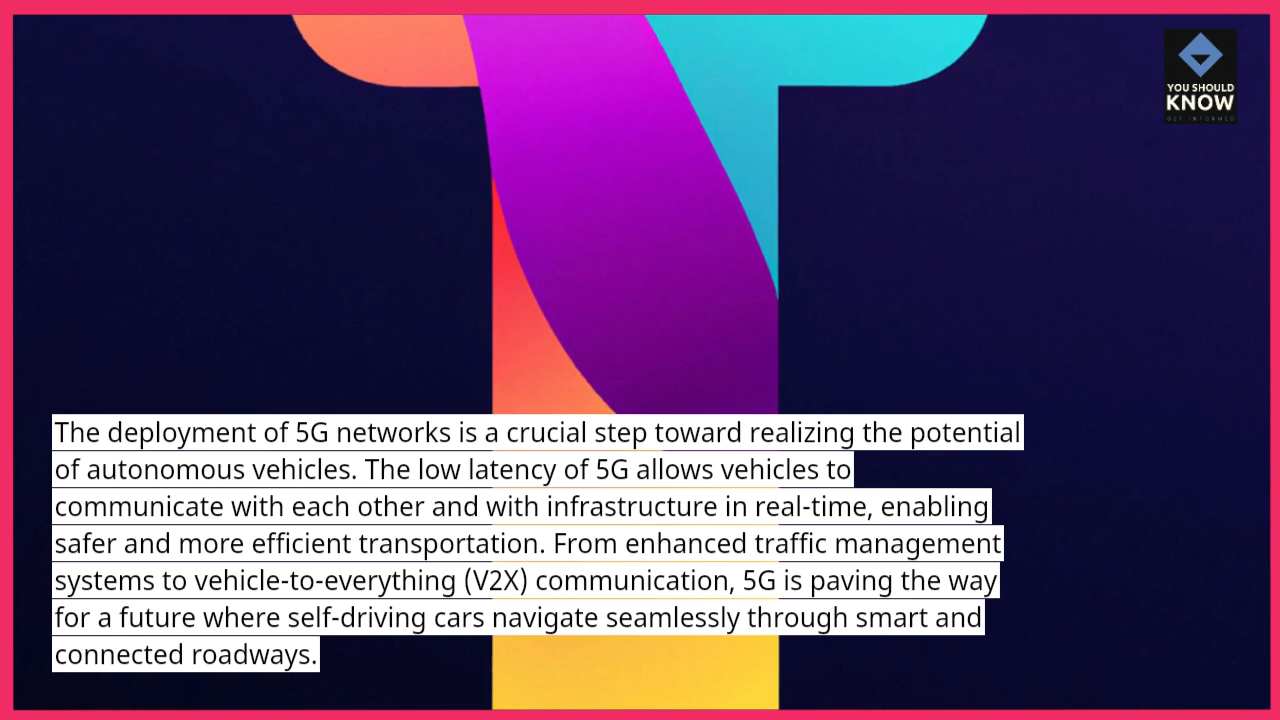 YOU SHOULD
KNOW
GET INFORMED
The deployment of 5G networks is a crucial step toward realizing the potential
of autonomous vehicles. The low latency of 5G allows vehicles to
communicate with each other and with infrastructure in real-time, enabling
safer and more efficient transportation. From enhanced traffic management
systems to vehicle-to-everything (V2X) communication, 5G is paving the way
for a future where self-driving cars navigate seamlessly through smart and
connected roadways.